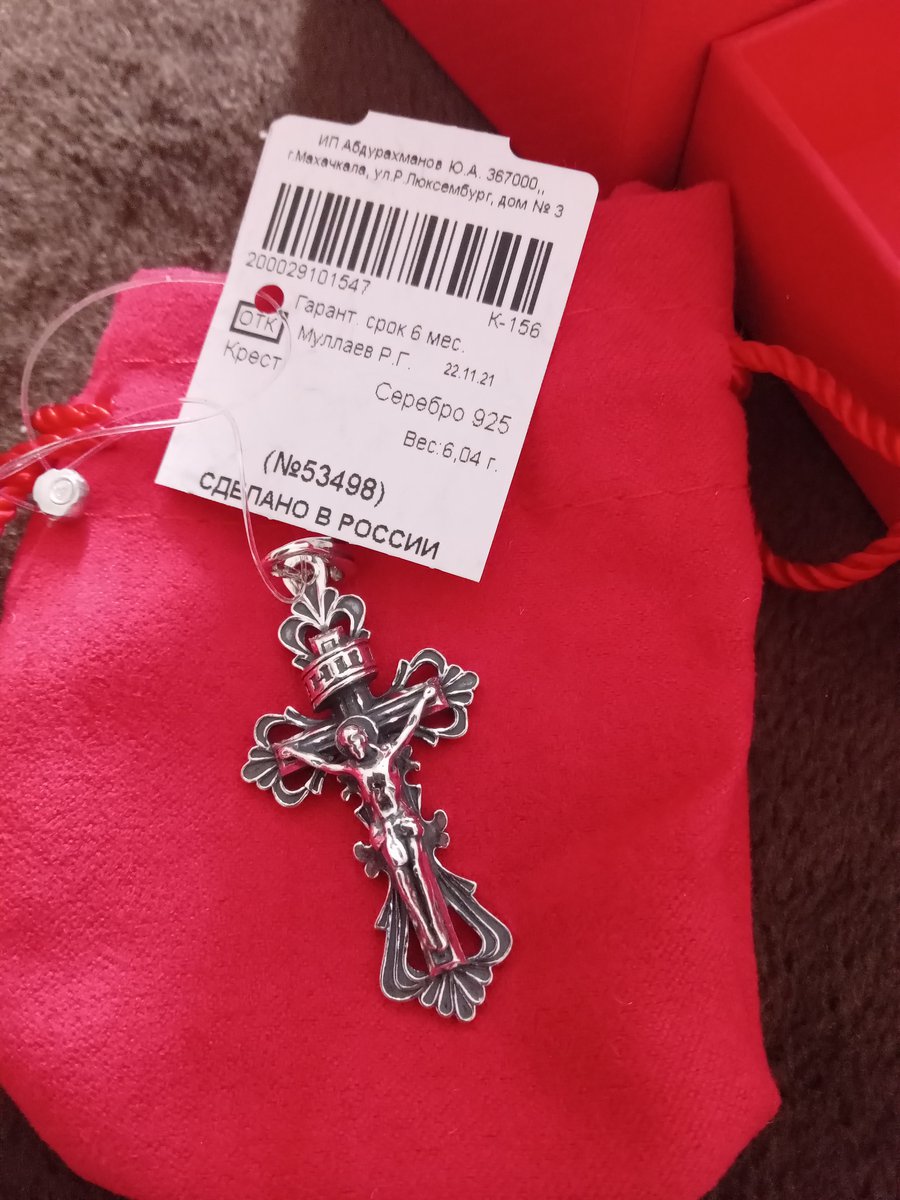 ИП Абдурахманов Ю.А. 367000,,
г.Махачкала, ул.Р.Люксембург, дом № 3
200029101547
К-156
ОТК
Гарант. срок 6 мес.
Крест
Муллаев Р.Г. 22.11.21
Серебро 925
Вес:6,04 г.
(№53498)
СДЕЛАНО В РОССИИ